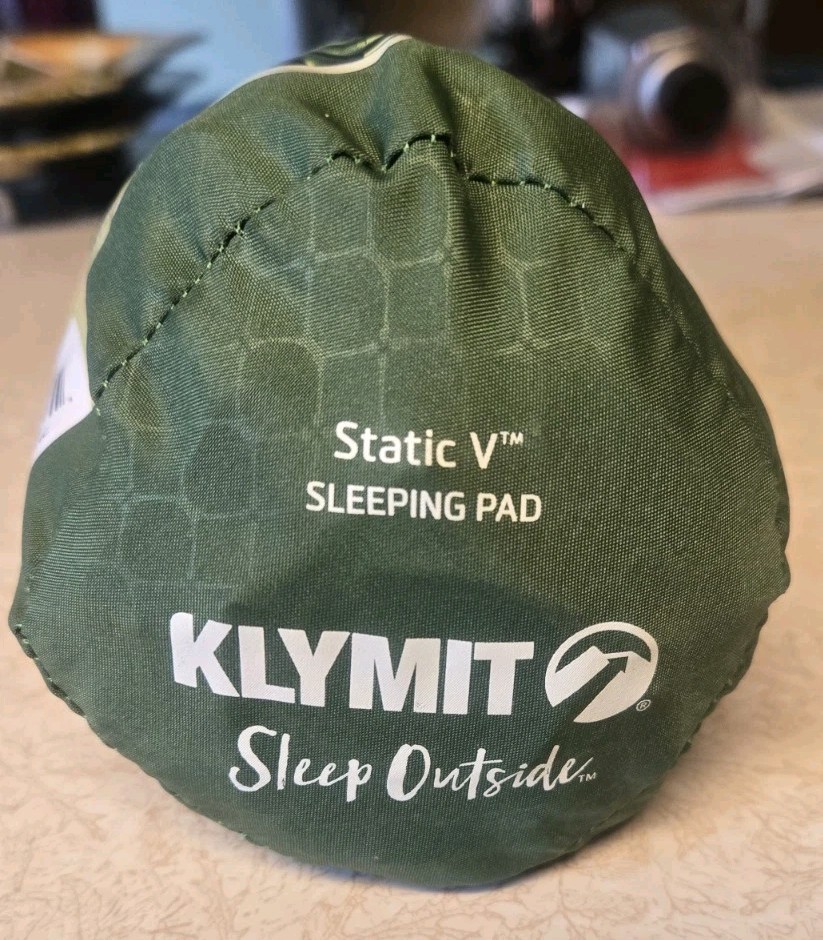 Static V™
SLEEPING PAD
KLYMIT®
Sleep Outside™